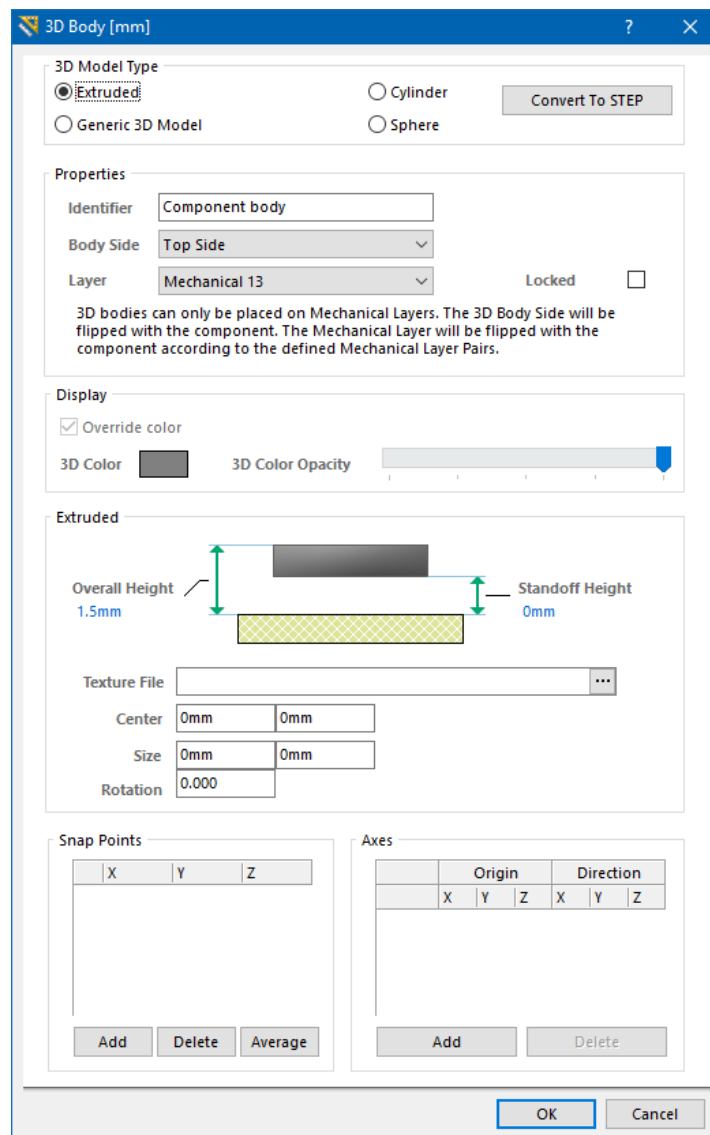 3D Body [mm]
?
3D Model Type
Extruded
Cylinder
Convert To STEP
Generic 3D Model
Sphere
Properties
Identifier Component body
Body Side Top Side
Layer Mechanical 13 Locked
3D bodies can only be placed on Mechanical Layers. The 3D Body Side will be
flipped with the component. The Mechanical Layer will be flipped with the
component according to the defined Mechanical Layer Pairs.
Display
Override color
3D Color 3D Color Opacity
Extruded
Overall Height
1.5mm
Standoff Height
0mm
Texture File ...
Center 0mm 0mm
Size 0mm 0mm
Rotation 0.000
Snap Points
X Y Z
Add Delete Average
Axes
Origin Direction
X Y Z X Y Z
Add Delete
OK Cancel